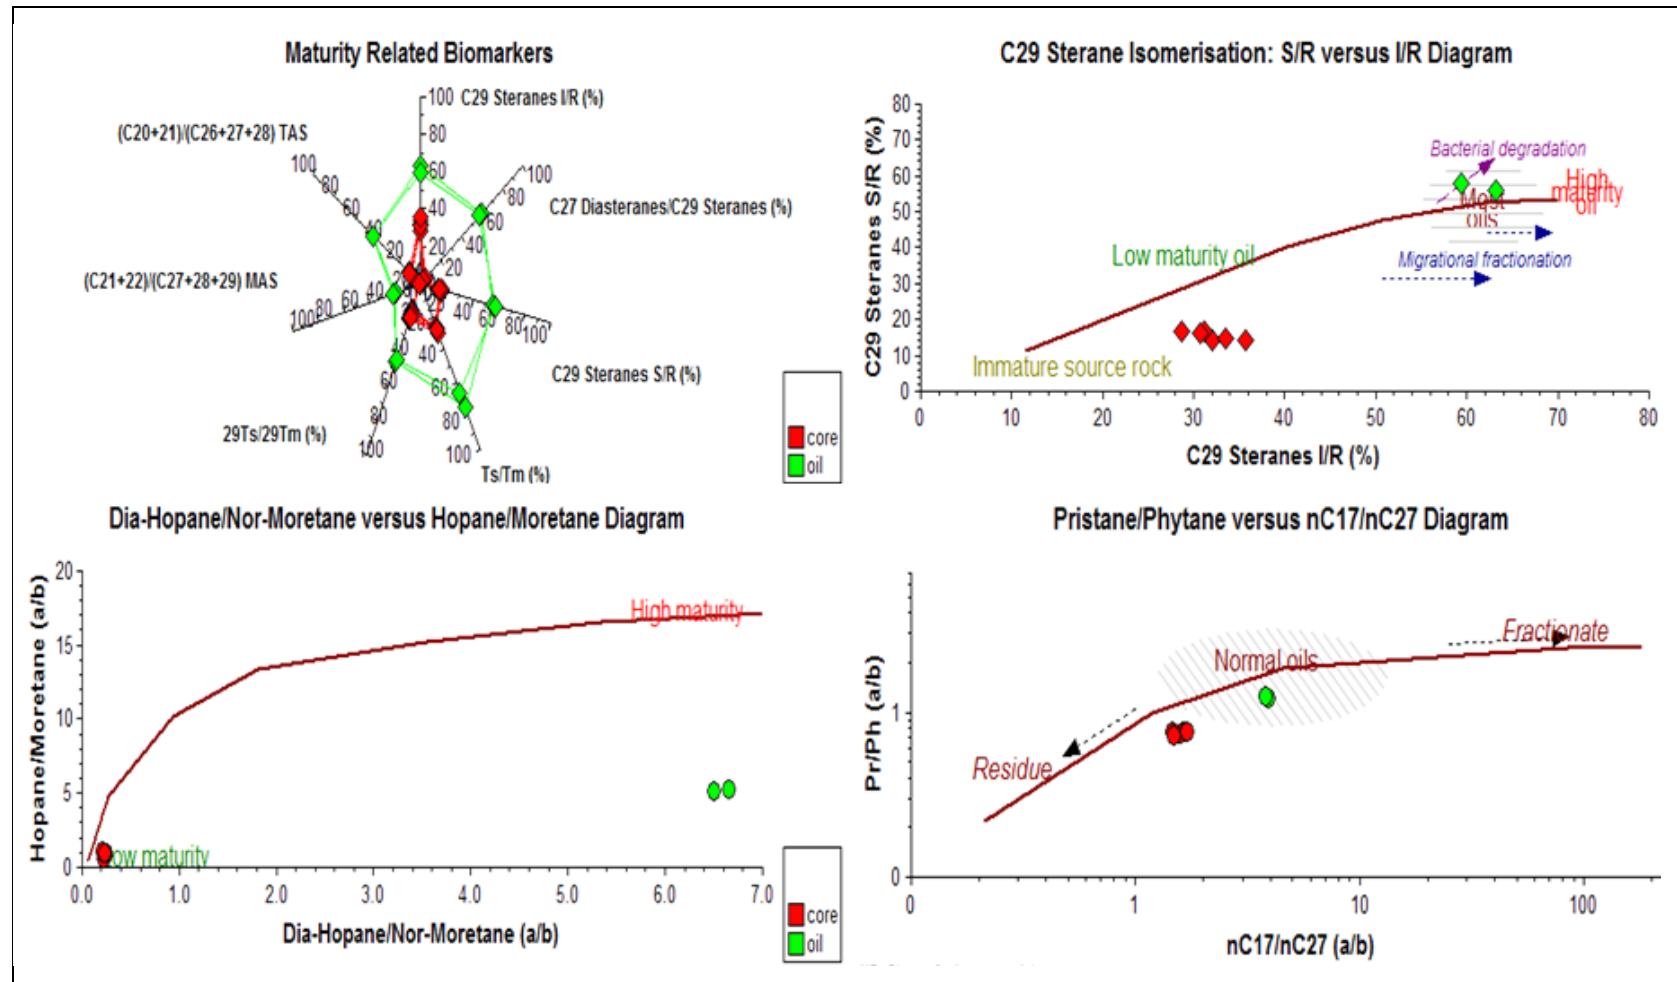 Maturity Related Biomarkers
100 C29 Steranes I/R (%)
80
60
40
20
100
80
60
40
20
C27 Diasteranes/C29 Steranes (%)
40
60
80
100
C29 Steranes S/R (%)
40
60
80
100
Ts/Tm (%)
40
60
80
100
29Ts/29Tm (%)
40
60
80
100
(C21+22)/(C27+28+29) MAS
20
40
60
80
100
(C20+21)/(C26+27+28) TAS
core
oil
C29 Sterane Isomerisation: S/R versus I/R Diagram
C29 Steranes S/R (%)
80
70
60
50
40
30
20
10
0
Bacterial degradation
High
maturity
oil
Most
oils
Low maturity oil
Migrational fractionation
Immature source rock
0 10 20 30 40 50 60 70 80
C29 Steranes I/R (%)
Dia-Hopane/Nor-Moretane versus Hopane/Moretane Diagram
Hopane/Moretane (a/b)
20
15
10
5
0
High maturity
Low maturity
0.0 1.0 2.0 3.0 4.0 5.0 6.0 7.0
Dia-Hopane/Nor-Moretane (a/b)
core
oil
Pristane/Phytane versus nC17/nC27 Diagram
Pr/Ph (a/b)
1
0
Fractionate
Normal oils
Residue
0 1 10 100
nC17/nC27 (a/b)